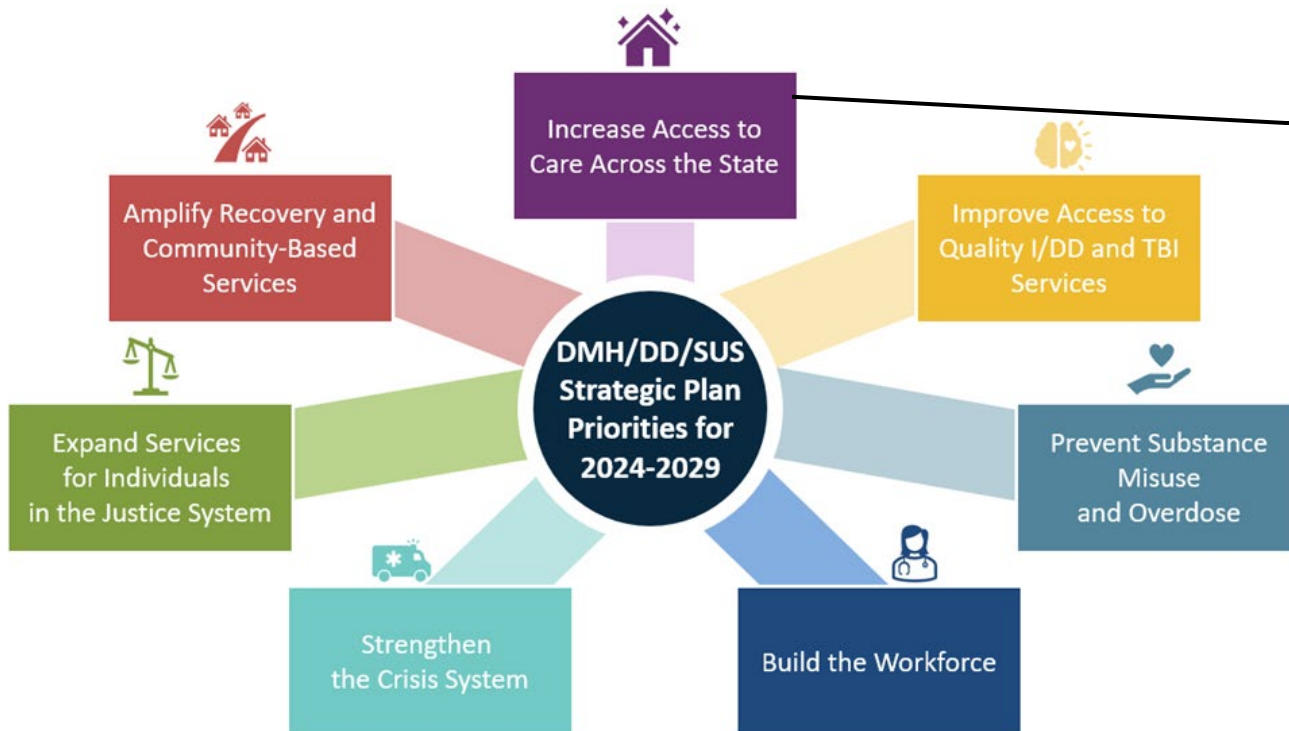 Increase Access to
Care Across the State
Amplify Recovery and
Community-Based
Services
Improve Access to
Quality I/DD and TBI
Services
DMH/DD/SUS
Strategic Plan
Priorities for
2024-2029
Expand Services
for Individuals
in the Justice System
Prevent Substance
Misuse
and Overdose
Strengthen
the Crisis System
Build the Workforce